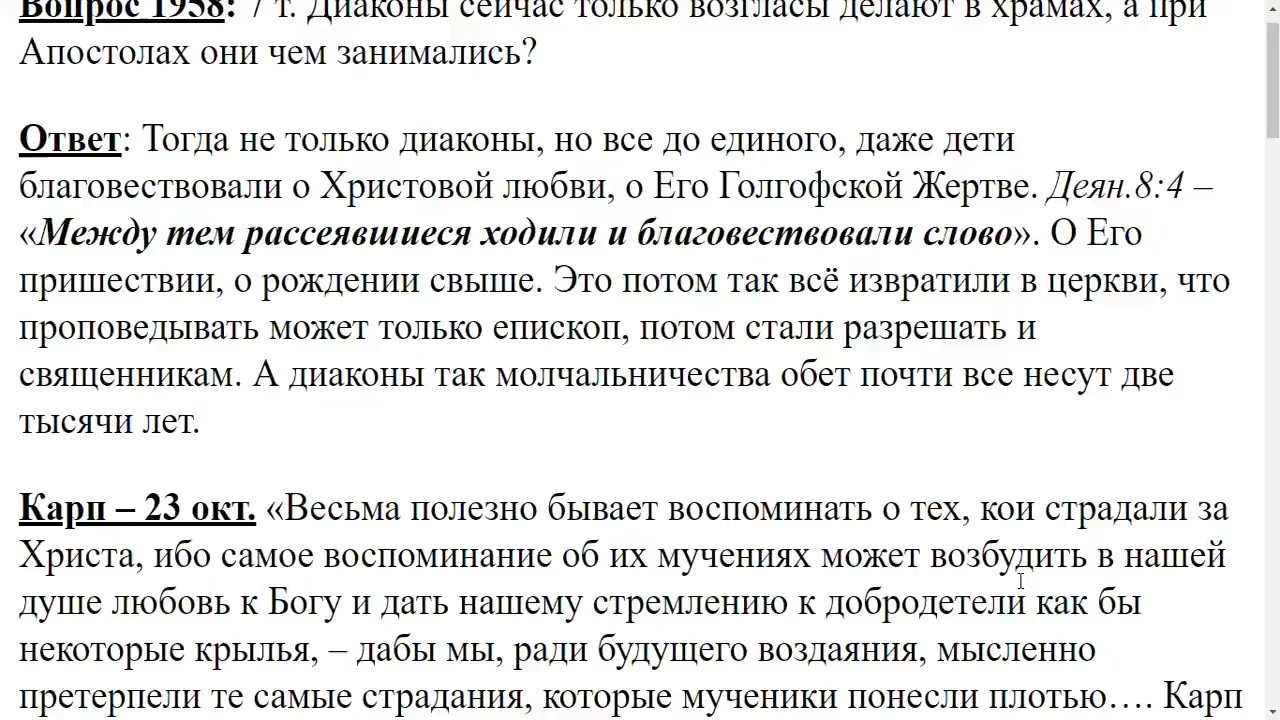 Вопрос 1958: 7 т. Диаконы сейчас только возгласы делают в храмах, а при
Апостолах они чем занимались?
Ответ: Тогда не только диаконы, но все до единого, даже дети
благовествовали о Христовой любви, о Его Голгофской Жертве. Деян.8:4 –
«Между тем рассеявшиеся ходили и благовествовали слово». О Его
пришествии, о рождении свыше. Это потом так всё извратили в церкви, что
проповедывать может только епископ, потом стали разрешать и
священникам. А диаконы так молчальничества обет почти все несут две
тысячи лет.
Карп – 23 окт. «Весьма полезно бывает воспоминать о тех, кои страдали за
Христа, ибо самое воспоминание об их мучениях может возбудить в нашей
душе любовь к Богу и дать нашему стремлению к добродетели как бы
некоторые крылья, – дабы мы, ради будущего воздаяния, мысленно
претерпели те самые страдания, которые мученики понесли плотью…. Карп